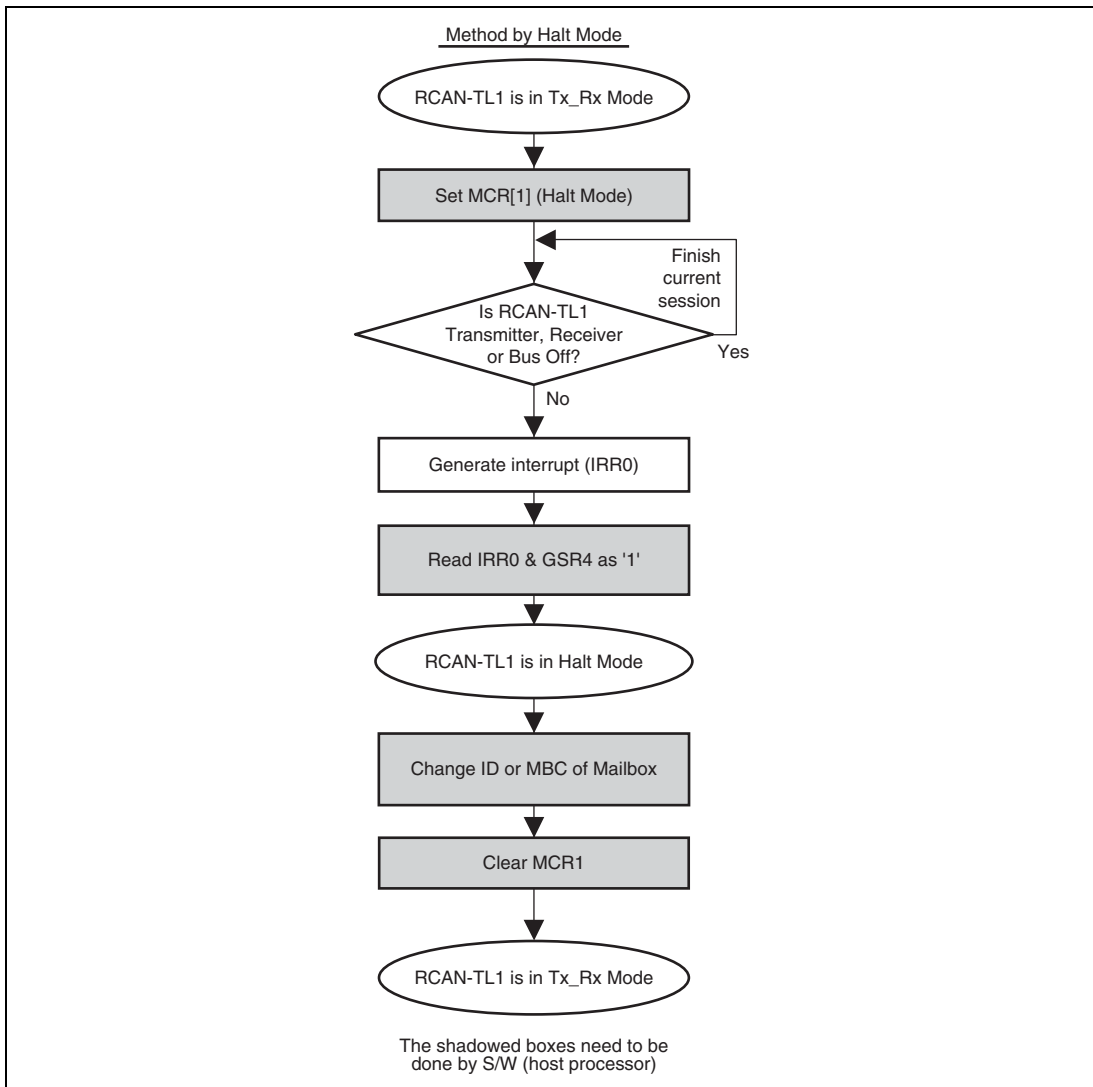 Method by Halt Mode
RCAN-TL1 is in Tx_Rx Mode
Set MCR[1] (Halt Mode)
Finish
current
session
Is RCAN-TL1
Transmitter, Receiver
or Bus Off?
Yes
No
Generate interrupt (IRR0)
Read IRR0 & GSR4 as '1'
RCAN-TL1 is in Halt Mode
Change ID or MBC of Mailbox
Clear MCR1
RCAN-TL1 is in Tx_Rx Mode
The shadowed boxes need to be
done by S/W (host processor)